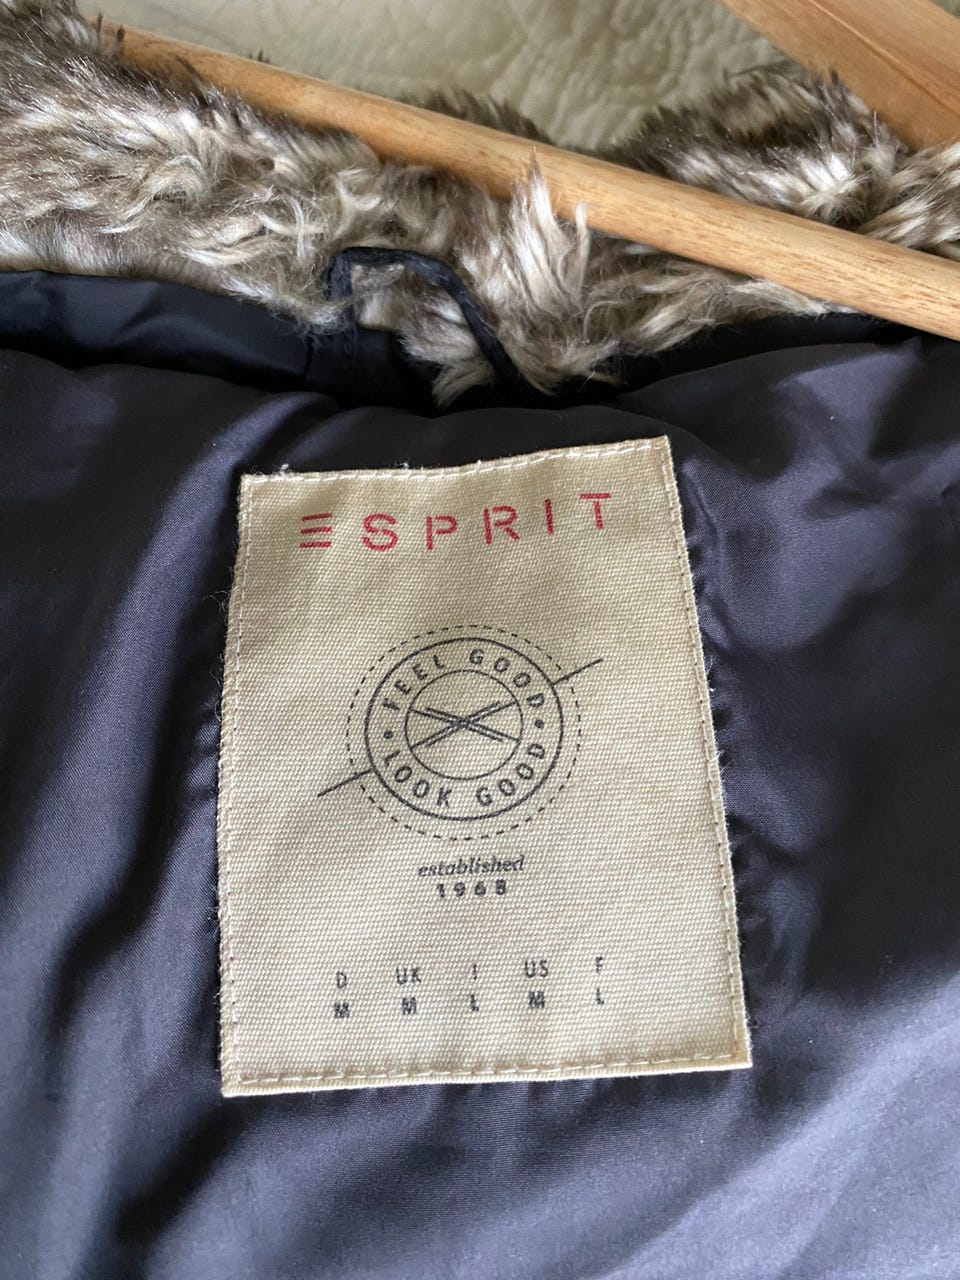 ESPRIT
FEEL GOOD
LOOK GOOD
established
1968
D UK I US F
M M L M L